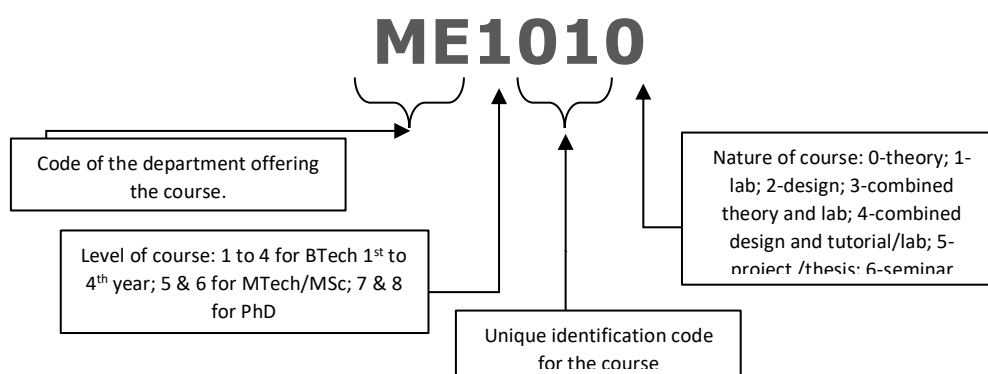 ME1010
Code of the department offering
the course.
Nature of course: 0-theory; 1-
lab; 2-design; 3-combined
theory and lab; 4-combined
design and tutorial/lab; 5-
project /thesis; 6-seminar
Level of course: 1 to 4 for BTech 1st to
4th year; 5 & 6 for MTech/MSc; 7 & 8
for PhD
Unique identification code
for the course